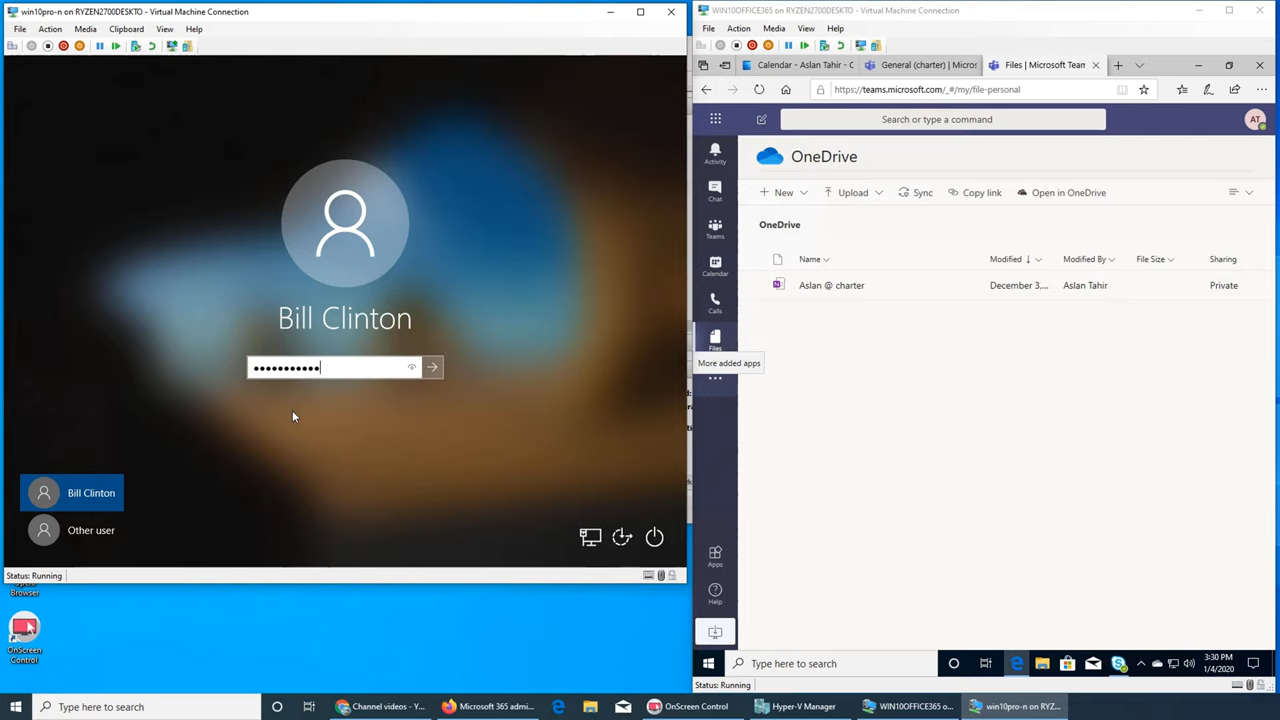 win10pro-n on RYZEN2700DESKTO - Virtual Machine Connection
File Action Media Clipboard View Help
Bill Clinton
•••••••••••
Bill Clinton
Other user
Status: Running
Browser
OnScreen
Control
WIN10OFFICE365 on RYZEN2700DESKTO - Virtual Machine Connection
File Action Media View Help
Calendar - Aslan Tahir - C
General (charter) | Micros
Files | Microsoft Team
https://teams.microsoft.com/_#/my/file-personal
Search or type a command
AT
Activity
Chat
Teams
Calendar
Calls
Files
More added apps
Apps
Help
OneDrive
New Upload Sync Copy link Open in OneDrive
OneDrive
Name Modified Modified By File Size Sharing
Aslan @ charter December 3,... Aslan Tahir Private
Type here to search
3:30 PM
1/4/2020
Status: Running
Type here to search
Channel videos - Y...
Microsoft 365 admi...
OnScreen Control
Hyper-V Manager
WIN10OFFICE365 o...
win10pro-n on RYZ...